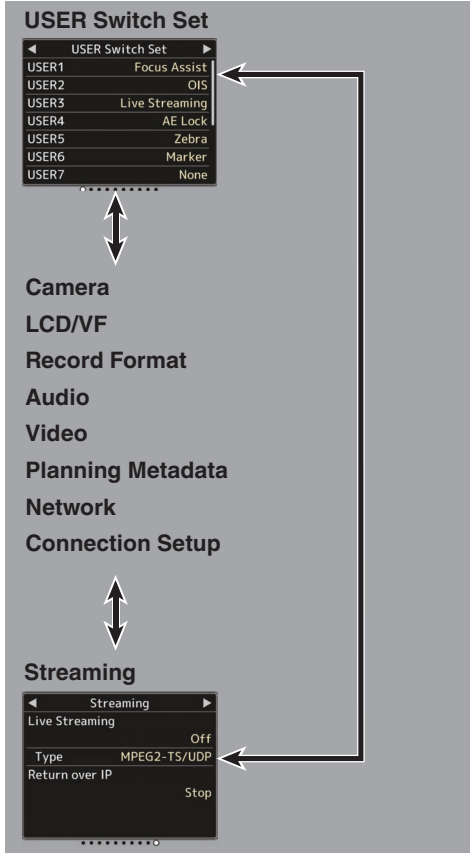 USER Switch Set
◀ USER Switch Set ▶
USER1 Focus Assist
USER2 OIS
USER3 Live Streaming
USER4 AE Lock
USER5 Zebra
USER6 Marker
USER7 None
Camera
LCD/VF
Record Format
Audio
Video
Planning Metadata
Network
Connection Setup
Streaming
◀ Streaming ▶
Live Streaming
Off
Type MPEG2-TS/UDP
Return over IP
Stop